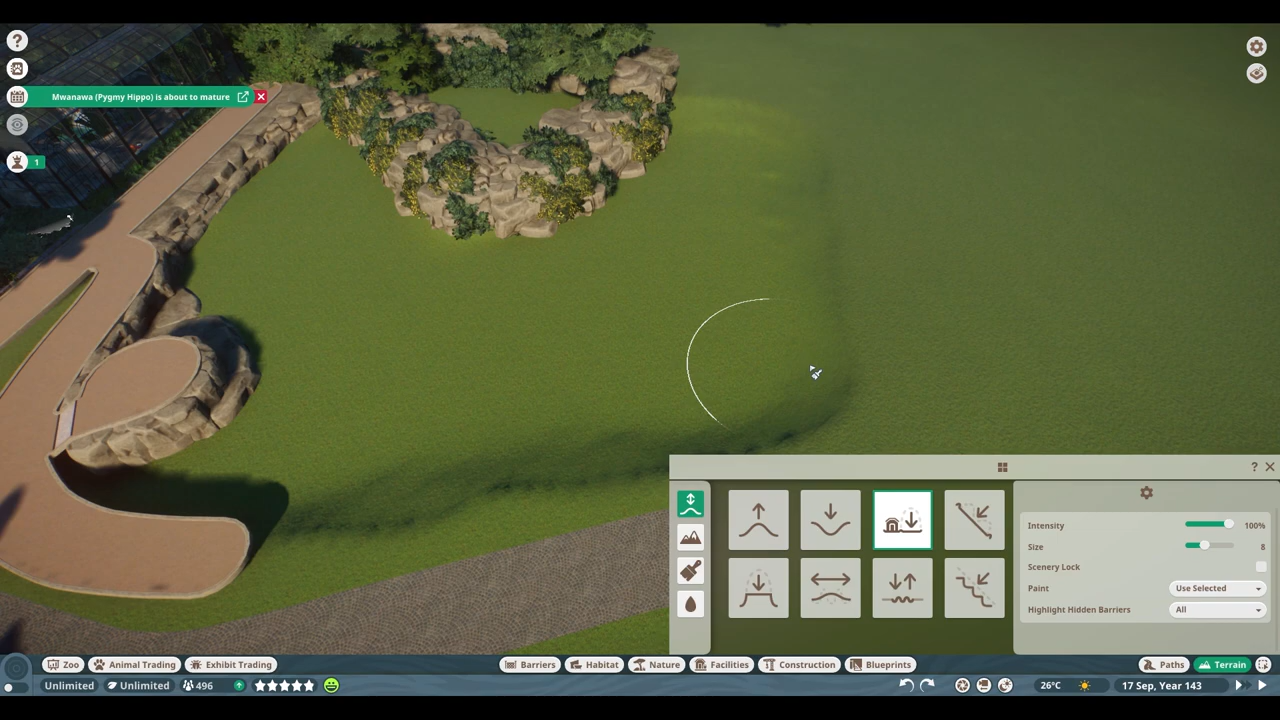 ?
Mwanawa (Pygmy Hippo) is about to mature
1
?
Intensity 100%
Size 8
Scenery Lock
Paint Use Selected
Highlight Hidden Barriers All
Zoo Animal Trading Exhibit Trading Barriers Habitat Nature Facilities Construction Blueprints Paths Terrain
Unlimited Unlimited 496 26°C 17 Sep, Year 143